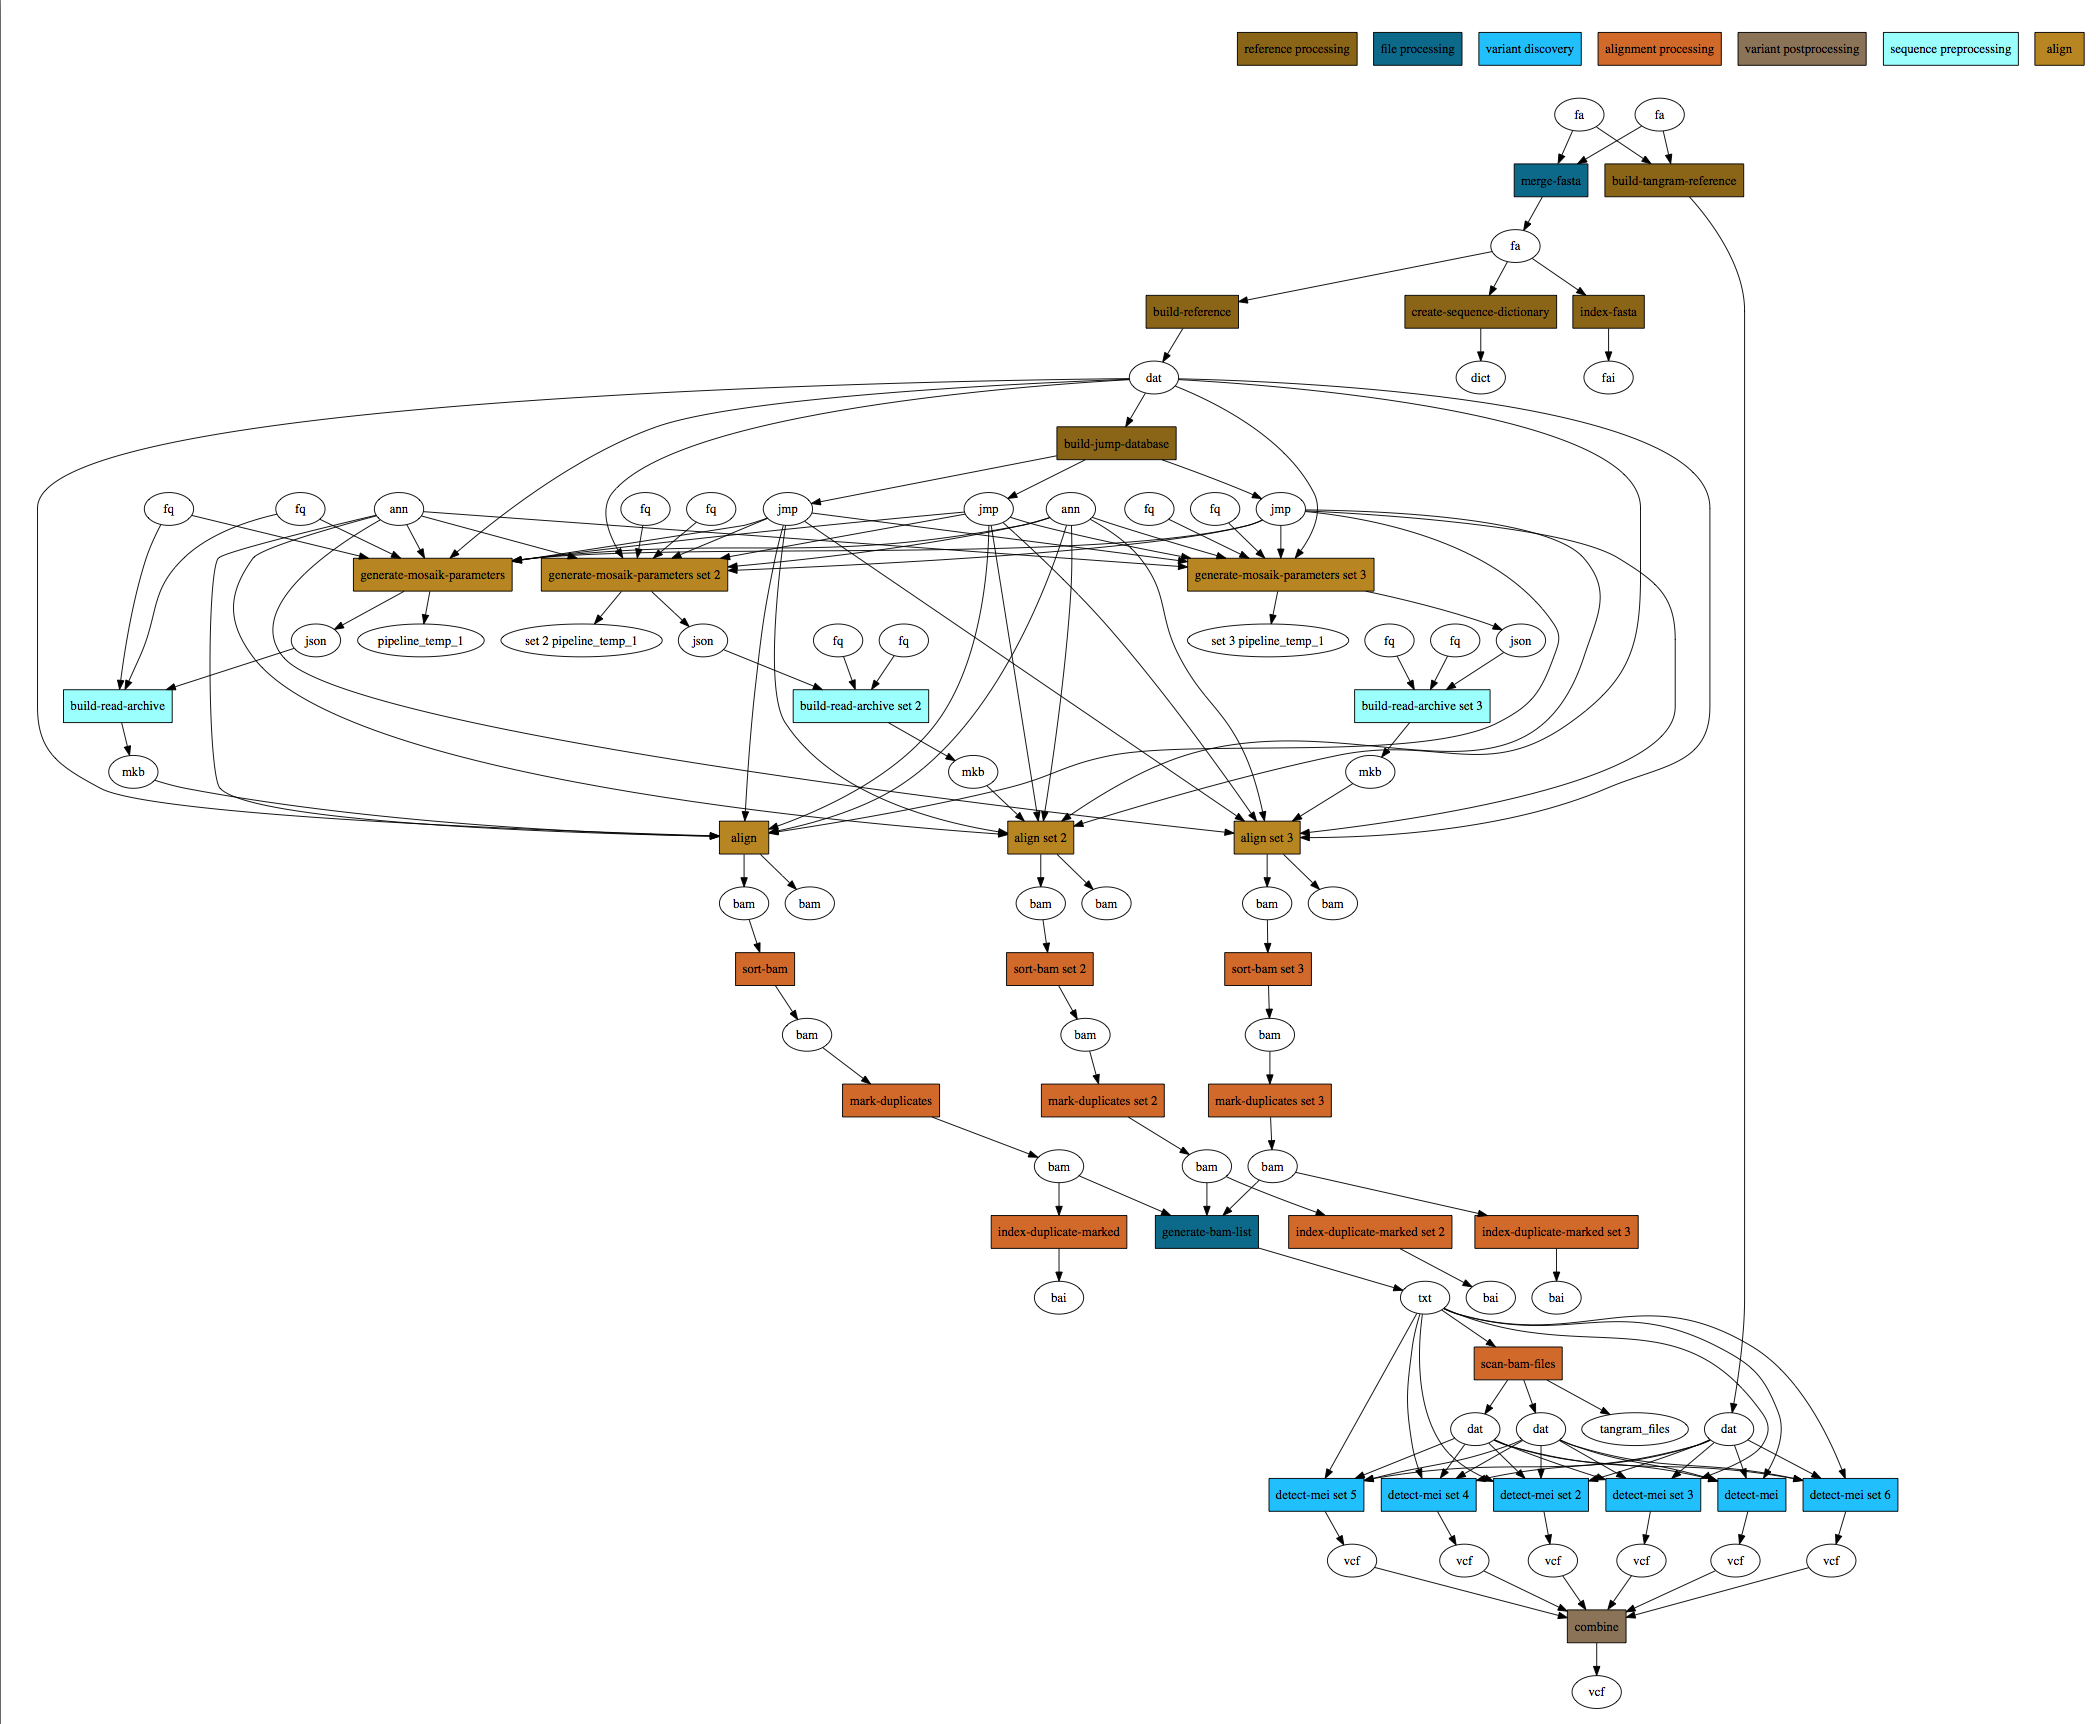 reference processing
file processing
variant discovery
alignment processing
variant postprocessing
sequence preprocessing
align
fa
fa
merge-fasta
build-tangram-reference
fa
build-reference
create-sequence-dictionary
index-fasta
dat
dict
fai
build-jump-database
fq
fq
ann
fq
fq
jmp
jmp
ann
fq
fq
jmp
generate-mosaik-parameters
generate-mosaik-parameters set 2
generate-mosaik-parameters set 3
json
pipeline_temp_1
set 2 pipeline_temp_1
json
fq
fq
set 3 pipeline_temp_1
fq
fq
json
build-read-archive
build-read-archive set 2
build-read-archive set 3
mkb
mkb
mkb
align
align set 2
align set 3
bam
bam
bam
bam
bam
bam
sort-bam
sort-bam set 2
sort-bam set 3
bam
bam
bam
mark-duplicates
mark-duplicates set 2
mark-duplicates set 3
bam
bam
bam
index-duplicate-marked
generate-bam-list
index-duplicate-marked set 2
index-duplicate-marked set 3
bai
txt
bai
bai
scan-bam-files
dat
dat
tangram_files
dat
detect-mei set 5
detect-mei set 4
detect-mei set 2
detect-mei set 3
detect-mei
detect-mei set 6
vcf
vcf
vcf
vcf
vcf
vcf
combine
vcf